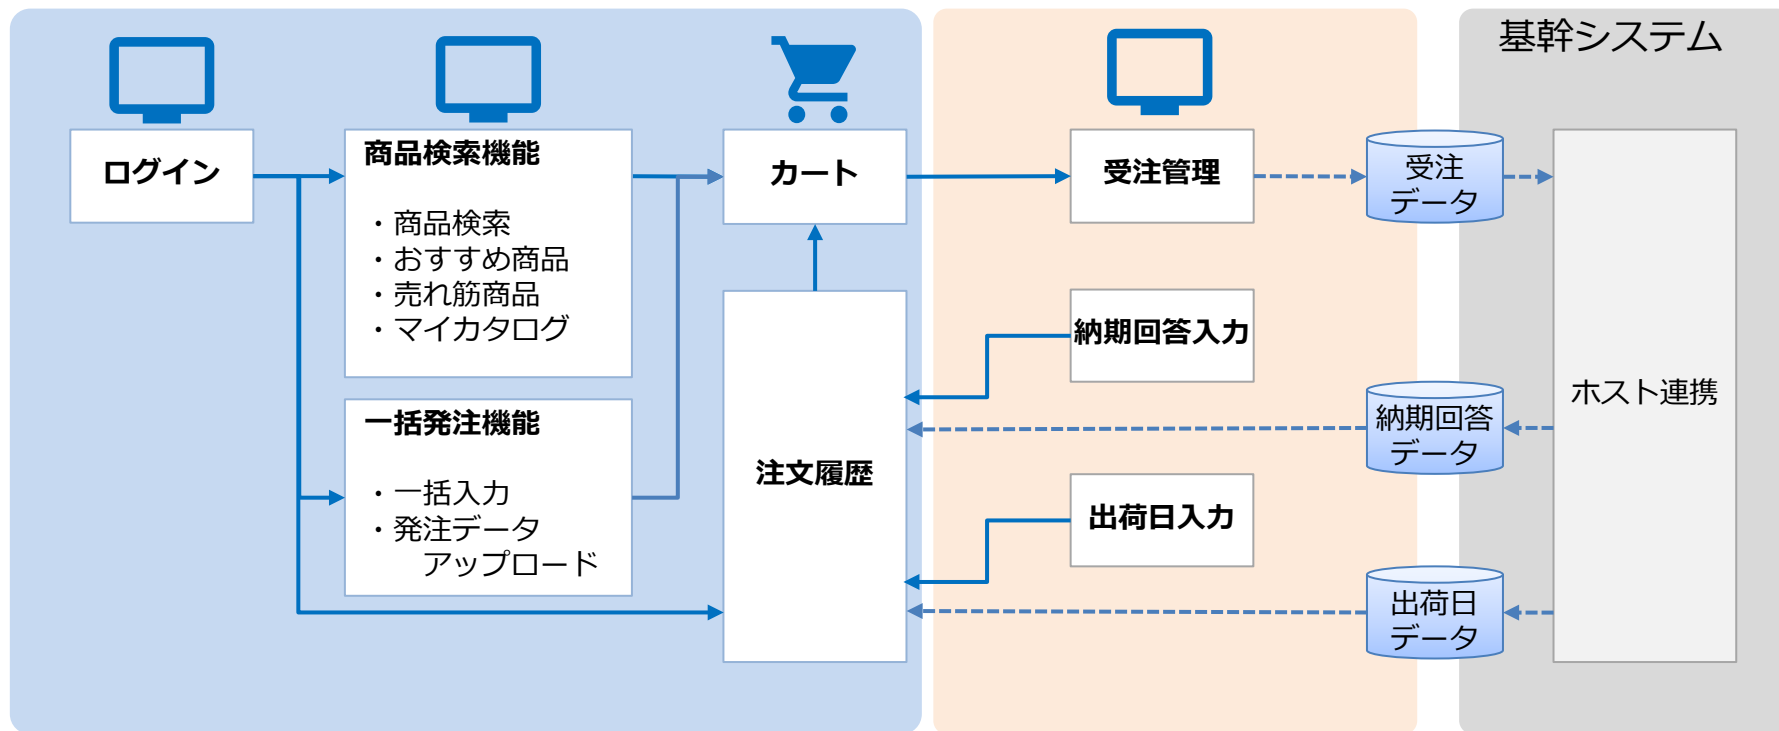 基幹システム
ログイン
商品検索機能
・商品検索
・おすすめ商品
・売れ筋商品
・マイカタログ
一括発注機能
・一括入力
・発注データ
アップロード
カート
注文履歴
受注管理
納期回答入力
出荷日入力
受注
データ
納期回答
データ
出荷日
データ
ホスト連携